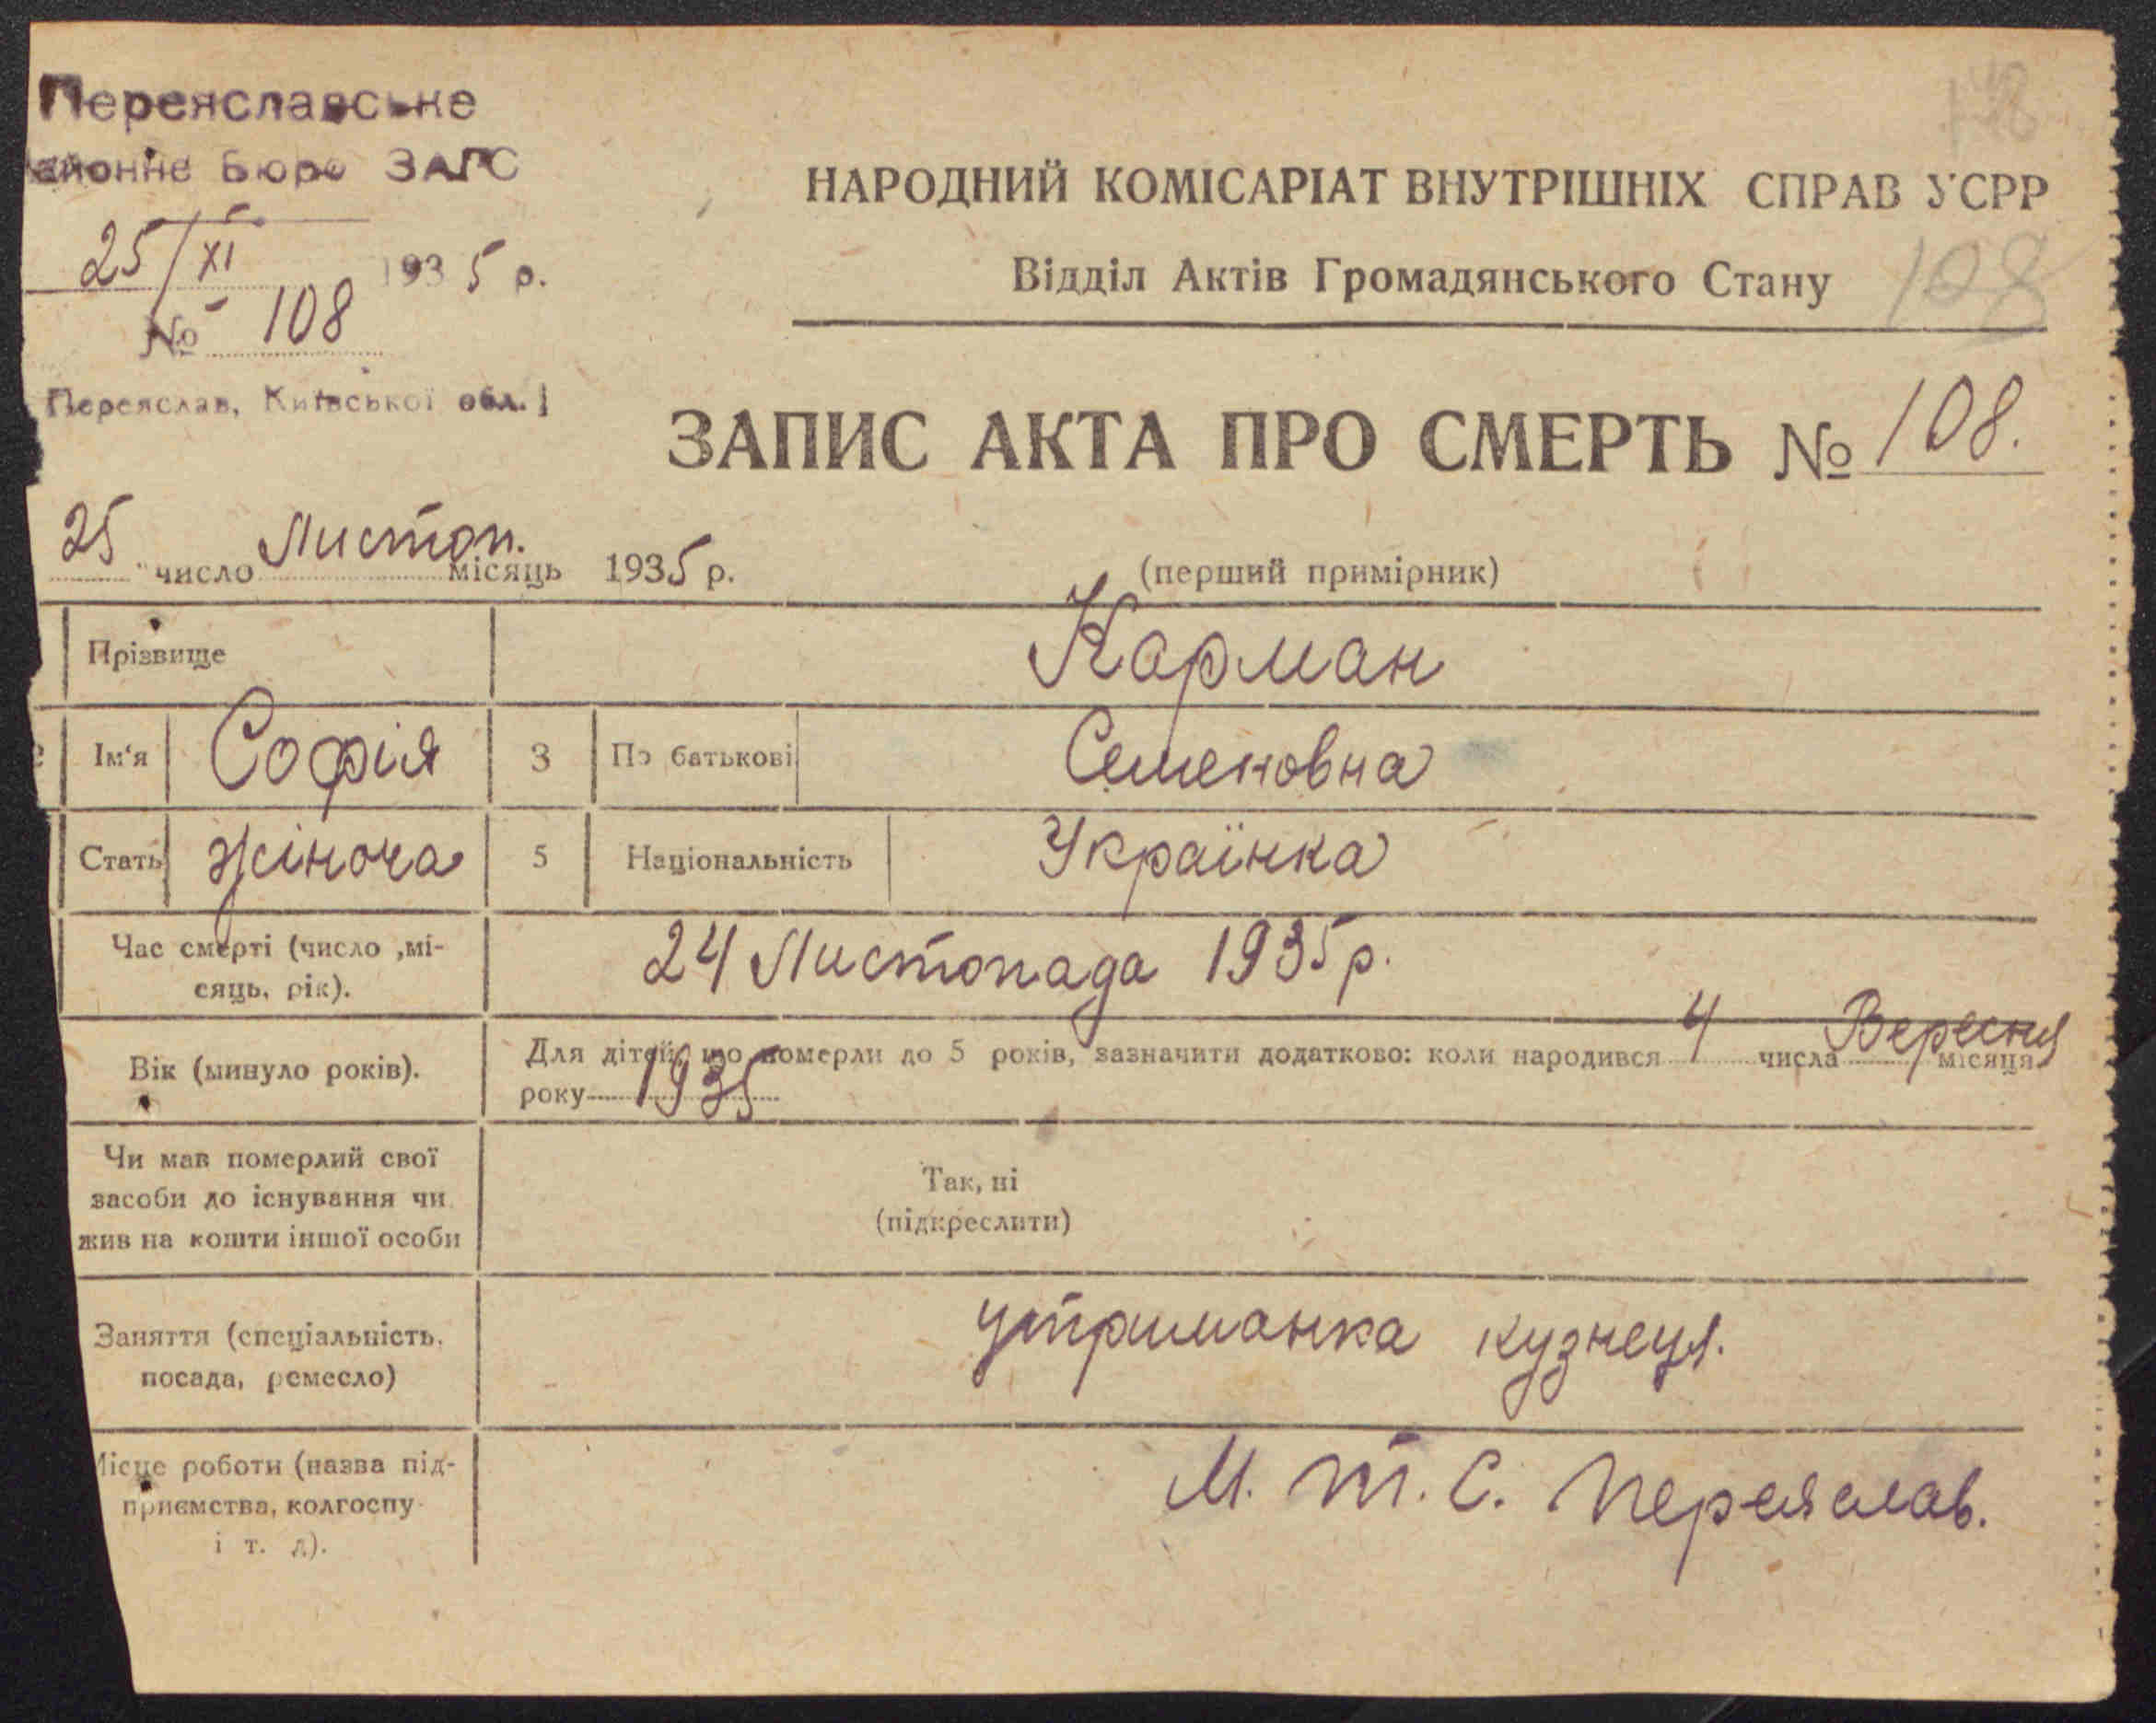 Переяславське
районне Бюро ЗАГС
25/XI 1935 р.
№ 108
Переяслав, Київської обл.
НАРОДНИЙ КОМІСАРІАТ ВНУТРІШНІХ СПРАВ УСРР
Відділ Актів Громадянського Стану 108
ЗАПИС АКТА ПРО СМЕРТЬ № 108.
25 " число Листоп. місяць 1935 р.
(перший примірник)
Прізвище Карман
Ім'я Софія 3 По батькові Семеновна
Стать жіноча 5 Національність Українка
Час смерті (число ,мі-
сяць, рік). 24 Листопада 1935 р.
Вік (минуло років). Для дітей, що померли до 5 років, зазначити додатково: коли народився 4 числа Вересня місяця
року 1935
Чи мав померлий свої
засоби до існування чи
жив на кошти іншої особи
Так, ні
(підкреслити)
Заняття (спеціальність,
посада, ремесло)
утриманка кузнеця.
Місце роботи (назва під-
приємства, колгоспу
і т. д).
М. Т. С. Переяслав.